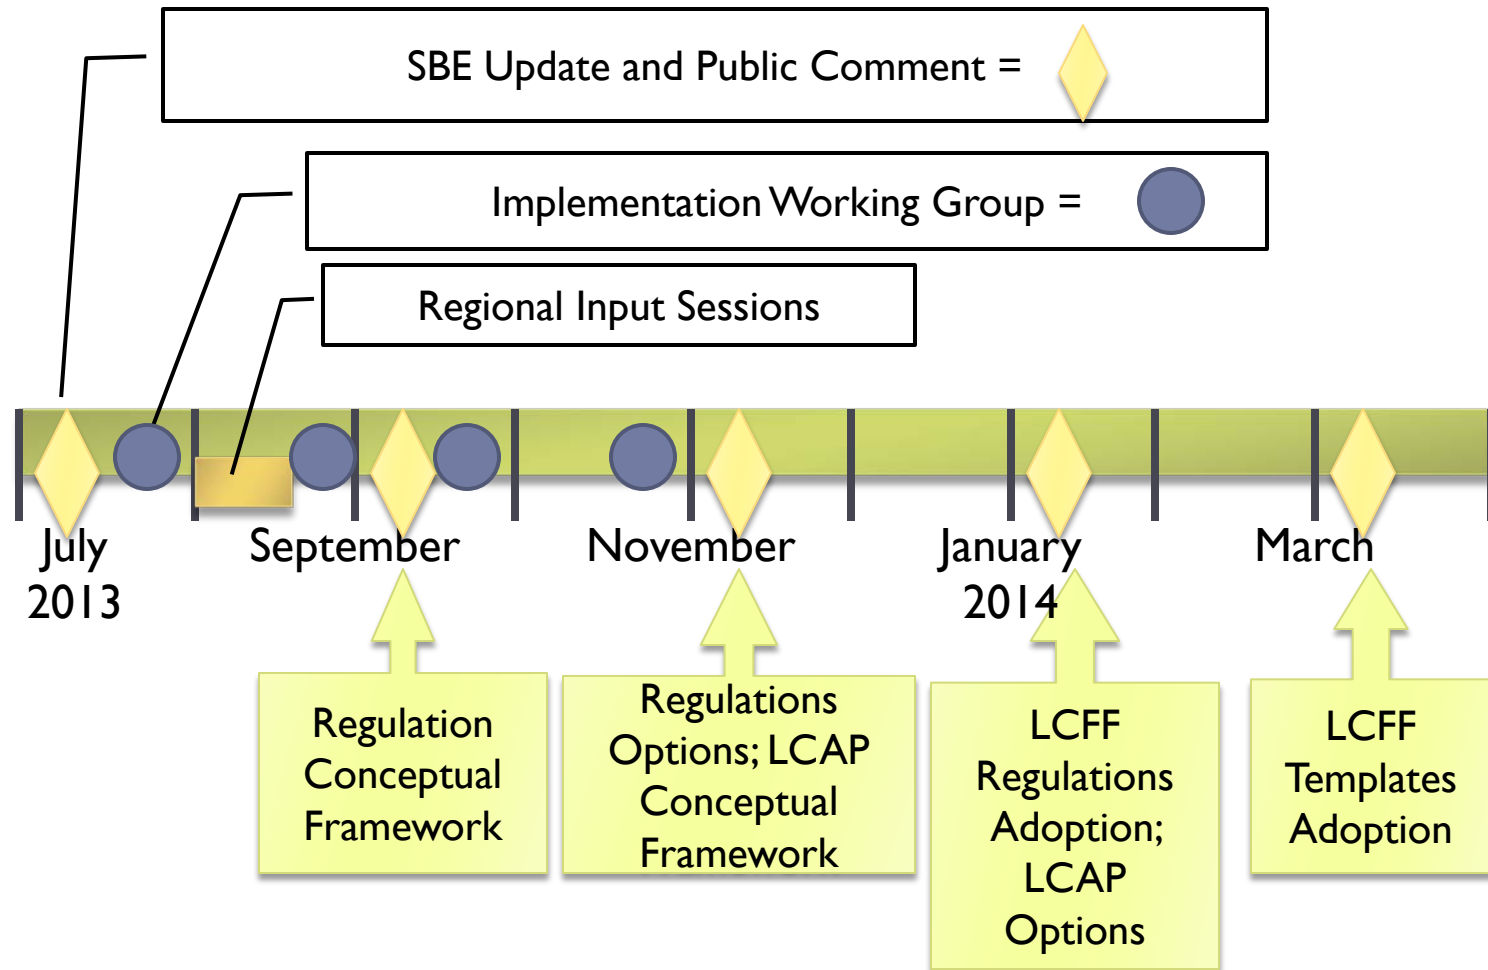 SBE Update and Public Comment =
Implementation Working Group =
Regional Input Sessions
July
2013
September
November
January
2014
March
Regulation
Conceptual
Framework
Regulations
Options; LCAP
Conceptual
Framework
LCFF
Regulations
Adoption;
LCAP
Options
LCFF
Templates
Adoption